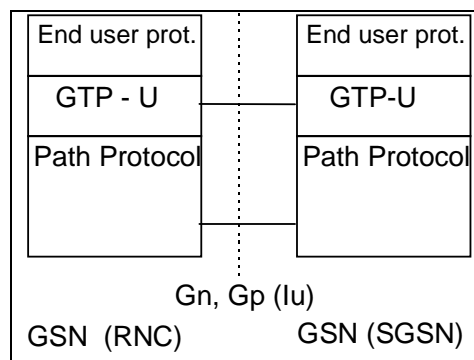 End user prot.
End user prot.
GTP - U
GTP-U
Path Protocol
Path Protocol
Gn, Gp (Iu)
GSN (RNC)
GSN (SGSN)